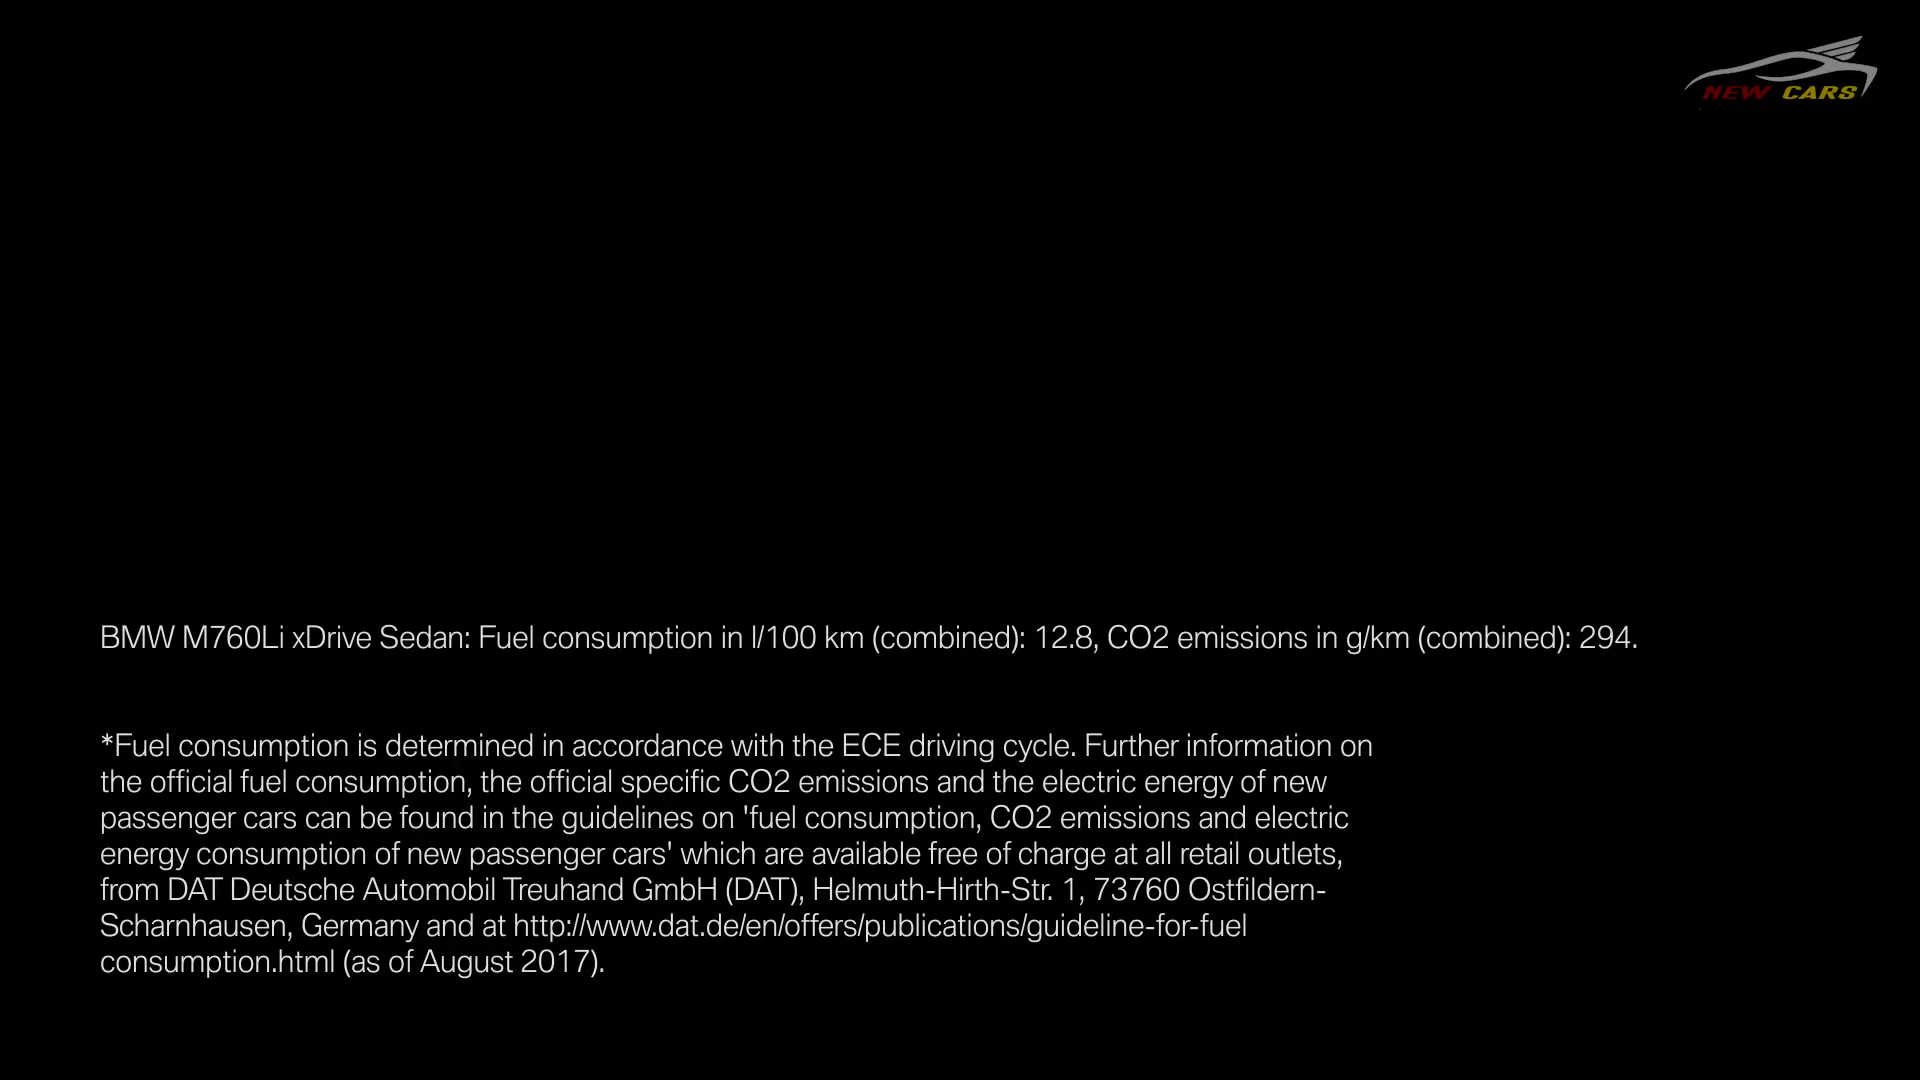 NEW CARS
BMW M760Li xDrive Sedan: Fuel consumption in l/100 km (combined): 12.8, CO2 emissions in g/km (combined): 294.
*Fuel consumption is determined in accordance with the ECE driving cycle. Further information on
the official fuel consumption, the official specific CO2 emissions and the electric energy of new
passenger cars can be found in the guidelines on 'fuel consumption, CO2 emissions and electric
energy consumption of new passenger cars' which are available free of charge at all retail outlets,
from DAT Deutsche Automobil Treuhand GmbH (DAT), Helmuth-Hirth-Str. 1, 73760 Ostfildern-
Scharnhausen, Germany and at http://www.dat.de/en/offers/publications/guideline-for-fuel
consumption.html (as of August 2017).